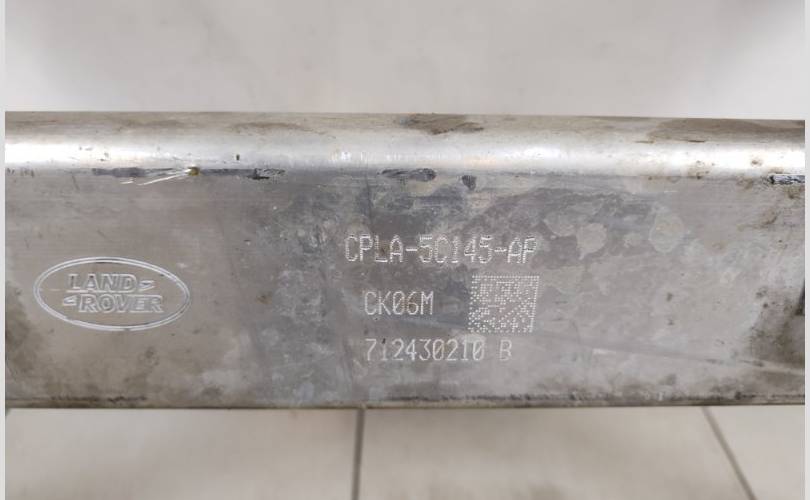 LAND
ROVER
CPLA-5C145-AP
CK06M
712430210 B